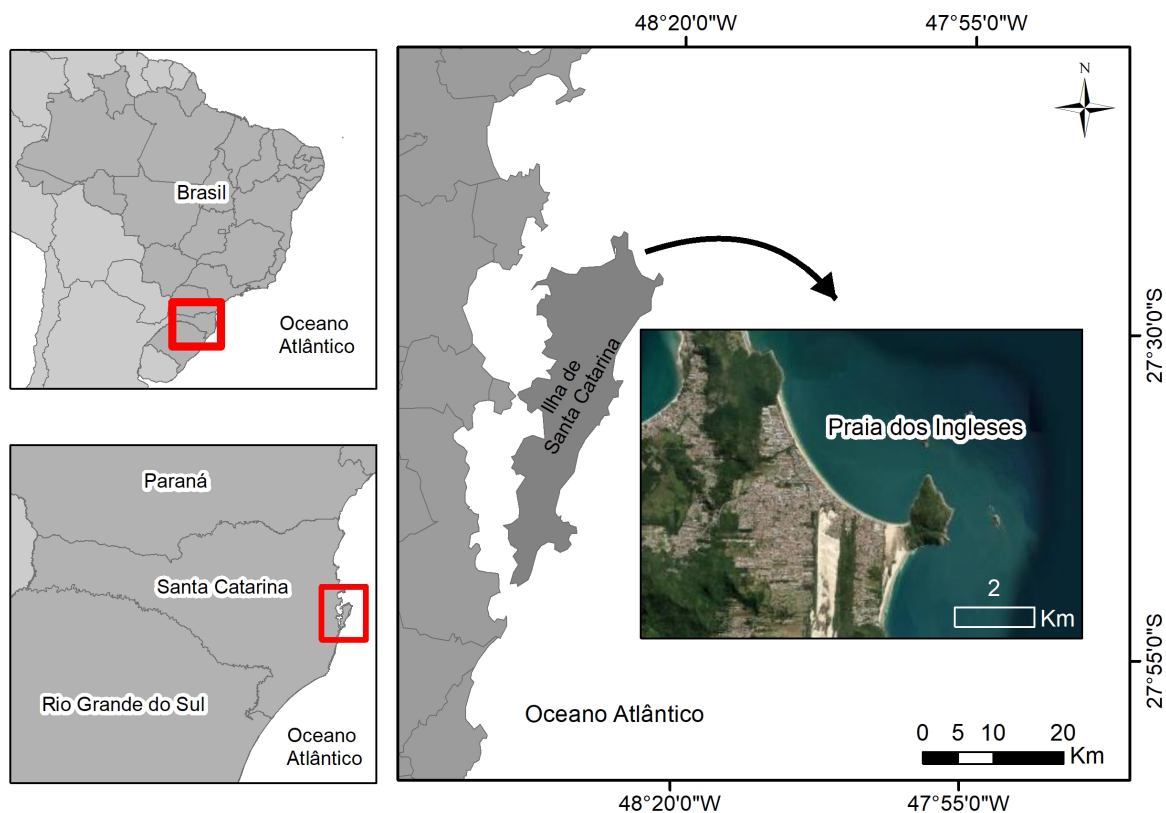 48°20'0"W
47°55'0"W
N
Brasil
Oceano
Atlântico
27°30'0"S
Ilha de
Santa Catarina
Praia dos Ingleses
2
Km
Paraná
Santa Catarina
Rio Grande do Sul
Oceano
Atlântico
27°55'0"S
Oceano Atlântico
0 5 10 20
Km
48°20'0"W
47°55'0"W